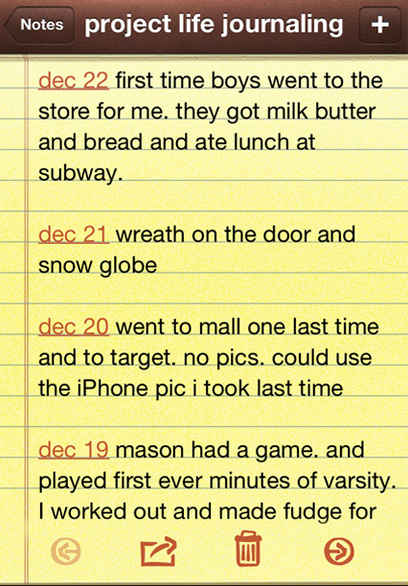 Notes
project life journaling
+
dec 22 first time boys went to the
store for me. they got milk butter
and bread and ate lunch at
subway.
dec 21 wreath on the door and
snow globe
dec 20 went to mall one last time
and to target. no pics. could use
the iPhone pic i took last time
dec 19 mason had a game. and
played first ever minutes of varsity.
I worked out and made fudge for